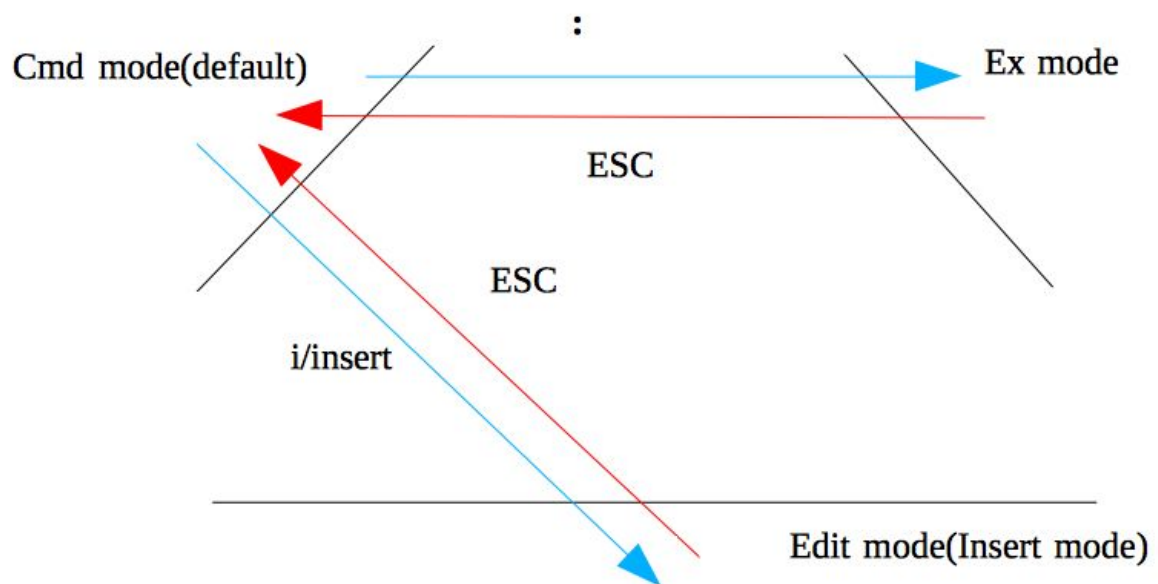 :
Cmd mode(default)
Ex mode
ESC
ESC
i/insert
Edit mode(Insert mode)